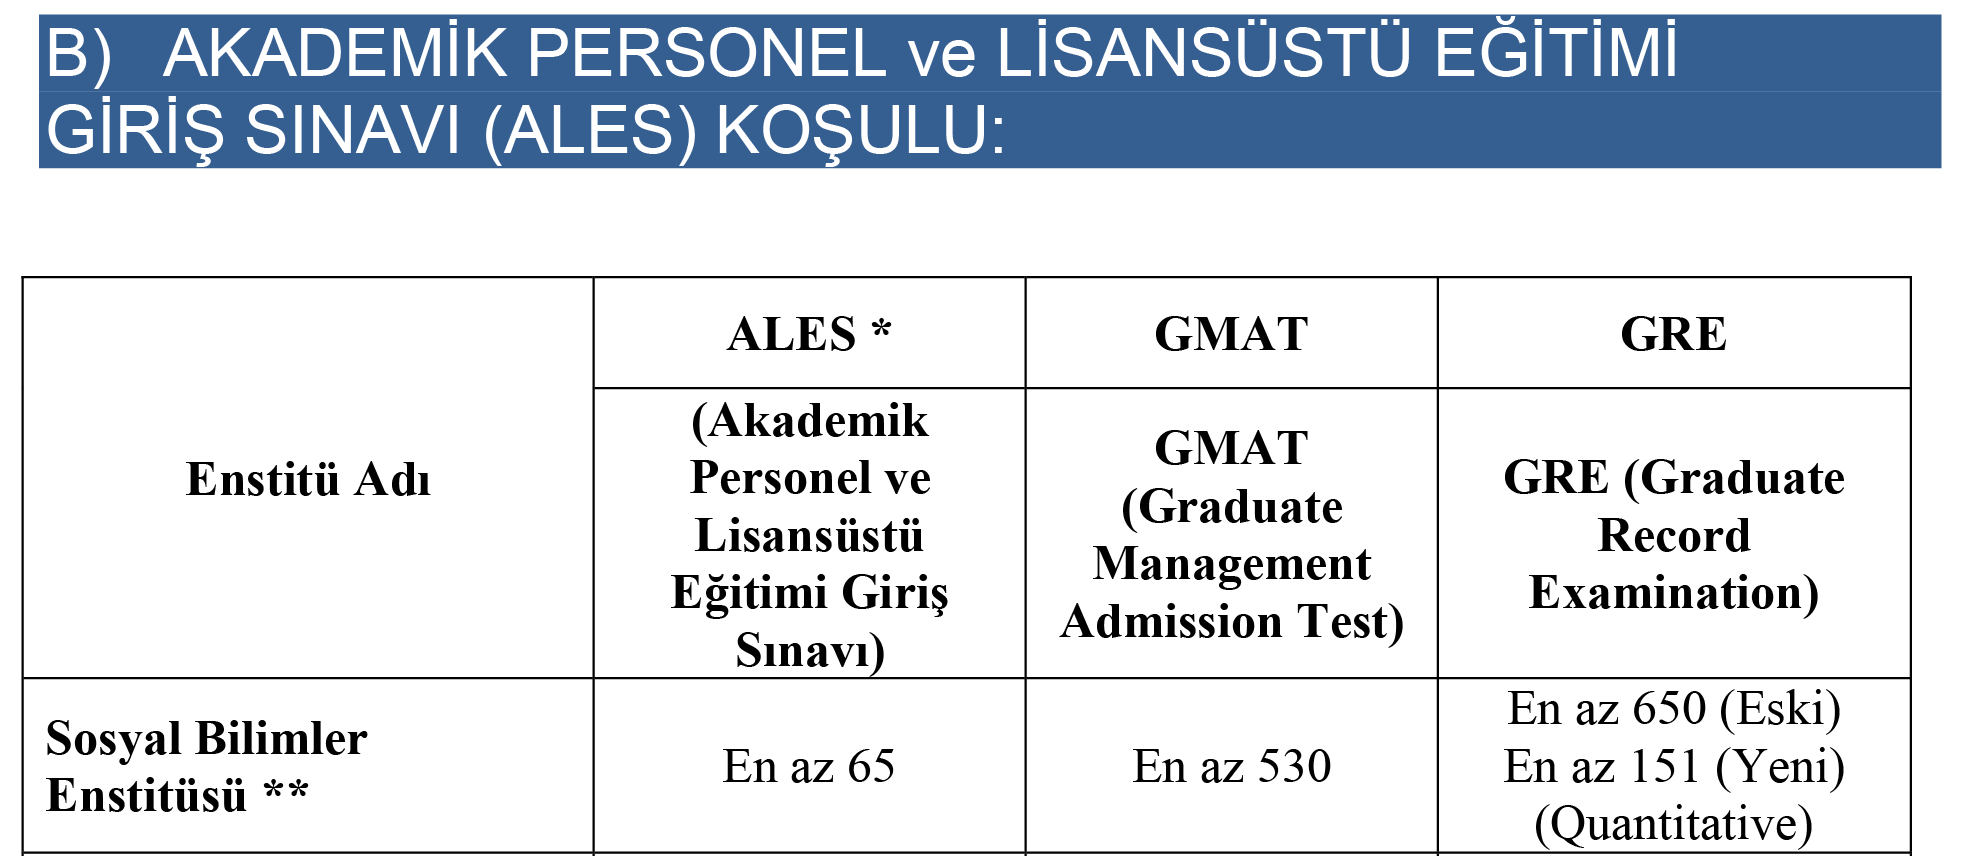 B) AKADEMİK PERSONEL ve LİSANSÜSTÜ EĞİTİMİ
GİRİŞ SINAVI (ALES) KOŞULU:
Enstitü Adı
ALES *
GMAT
GRE
(Akademik
Personel ve
Lisansüstü
Eğitimi Giriş
Sınavı)
GMAT
(Graduate
Management
Admission Test)
GRE (Graduate
Record
Examination)
Sosyal Bilimler
Enstitüsü **
En az 65
En az 530
En az 650 (Eski)
En az 151 (Yeni)
(Quantitative)